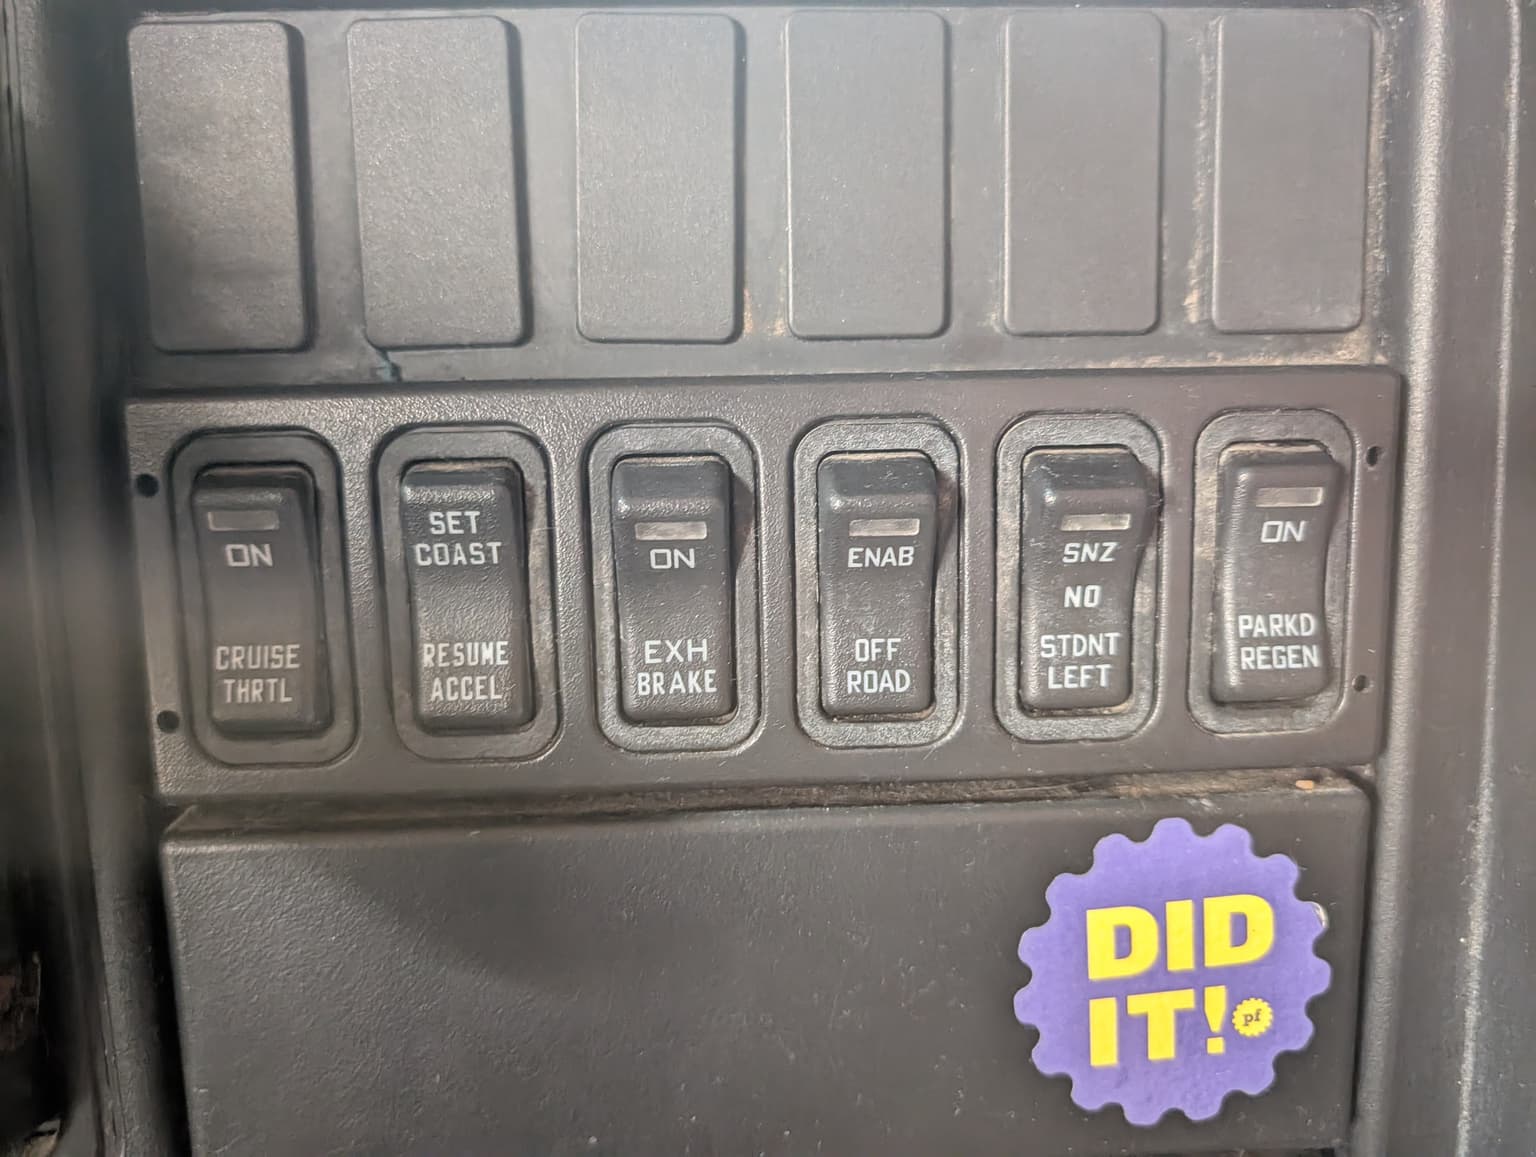 ON
CRUISE
THRTL
SET
COAST
RESUME
ACCEL
ON
EXH
BRAKE
ENAB
OFF
ROAD
SNZ
NO
STDNT
LEFT
ON
PARKD
REGEN
DID
IT!
pf